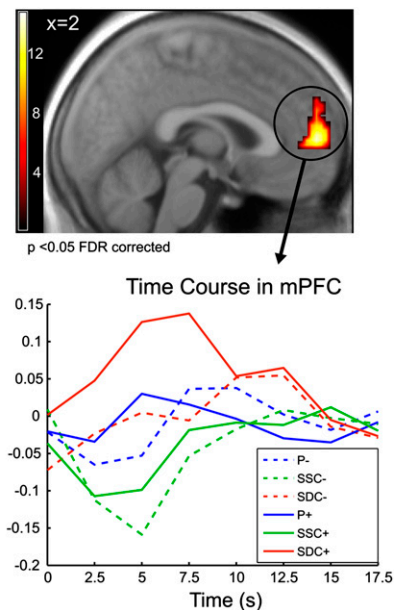 x=2
12
8
4
p <0.05 FDR corrected
Time Course in mPFC
0.15
0.1
0.05
0
-0.05
-0.1
-0.15
-0.2
P-
SSC-
SDC-
P+
SSC+
SDC+
0 2.5 5 7.5 10 12.5 15 17.5
Time (s)